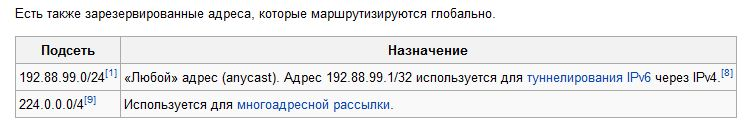 Есть также зарезервированные адреса, которые маршрутизируются глобально.
Подсеть Назначение
192.88.99.0/24[1] «Любой» адрес (anycast). Адрес 192.88.99.1/32 используется для туннелирования IPv6 через IPv4.[8]
224.0.0.0/4[9] Используется для многоадресной рассылки.